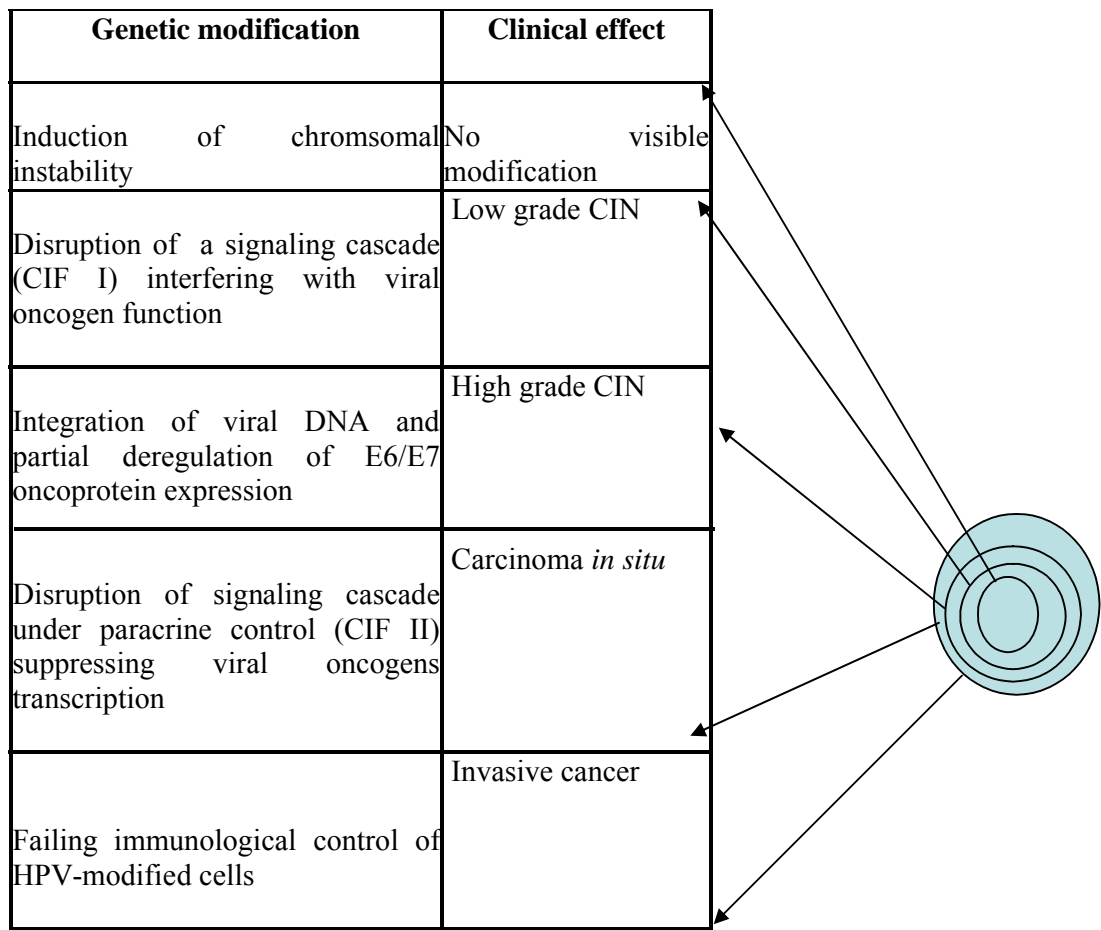 Genetic modification
Clinical effect
Induction of chromsomal
instability
No visible
modification
Disruption of a signaling cascade
(CIF I) interfering with viral
oncogen function
Low grade CIN
Integration of viral DNA and
partial deregulation of E6/E7
oncoprotein expression
High grade CIN
Disruption of signaling cascade
under paracrine control (CIF II)
suppressing viral oncogens
transcription
Carcinoma in situ
Failing immunological control of
HPV-modified cells
Invasive cancer